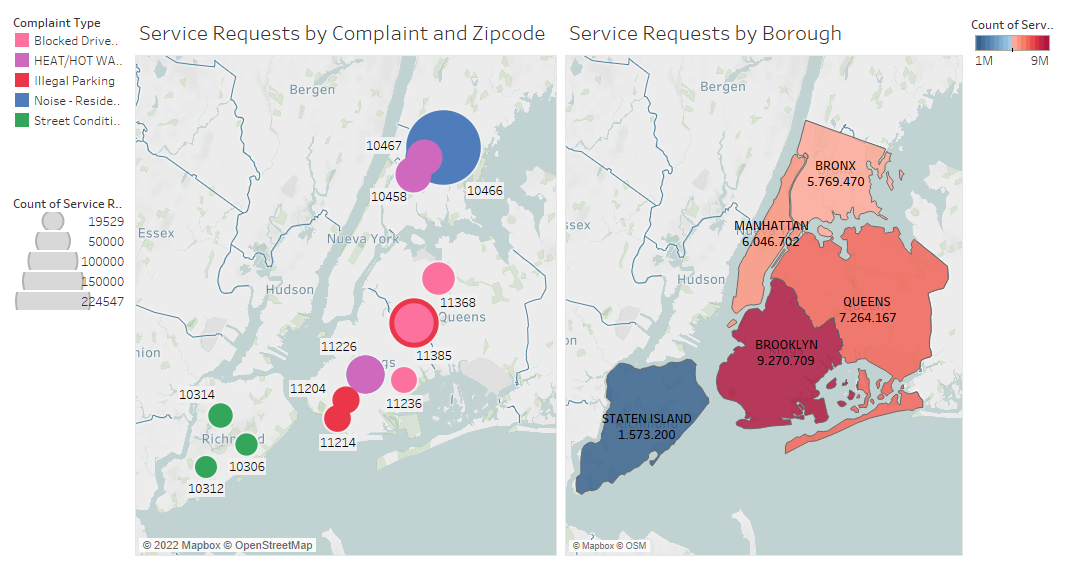 Complaint Type
Blocked Drive..
HEAT/HOT WA..
Illegal Parking
Noise - Reside..
Street Conditi..
Count of Service R..
19529
50000
100000
150000
224547
Service Requests by Complaint and Zipcode
Bergen
10467
10466
10458
Essex
Nueva York
Hudson
11368
Queens
11385
11226
gs
nion
11204
11236
10314
11214
Richmond
10306
10312
© 2022 Mapbox © OpenStreetMap
Service Requests by Borough
Bergen
BRONX
5.769.470
ssex
MANHATTAN
6.046.702
Hudson
QUEENS
7.264.167
on
BROOKLYN
9.270.709
STATEN ISLAND
1.573.200
© Mapbox © OSM
Count of Serv..
1M 9M